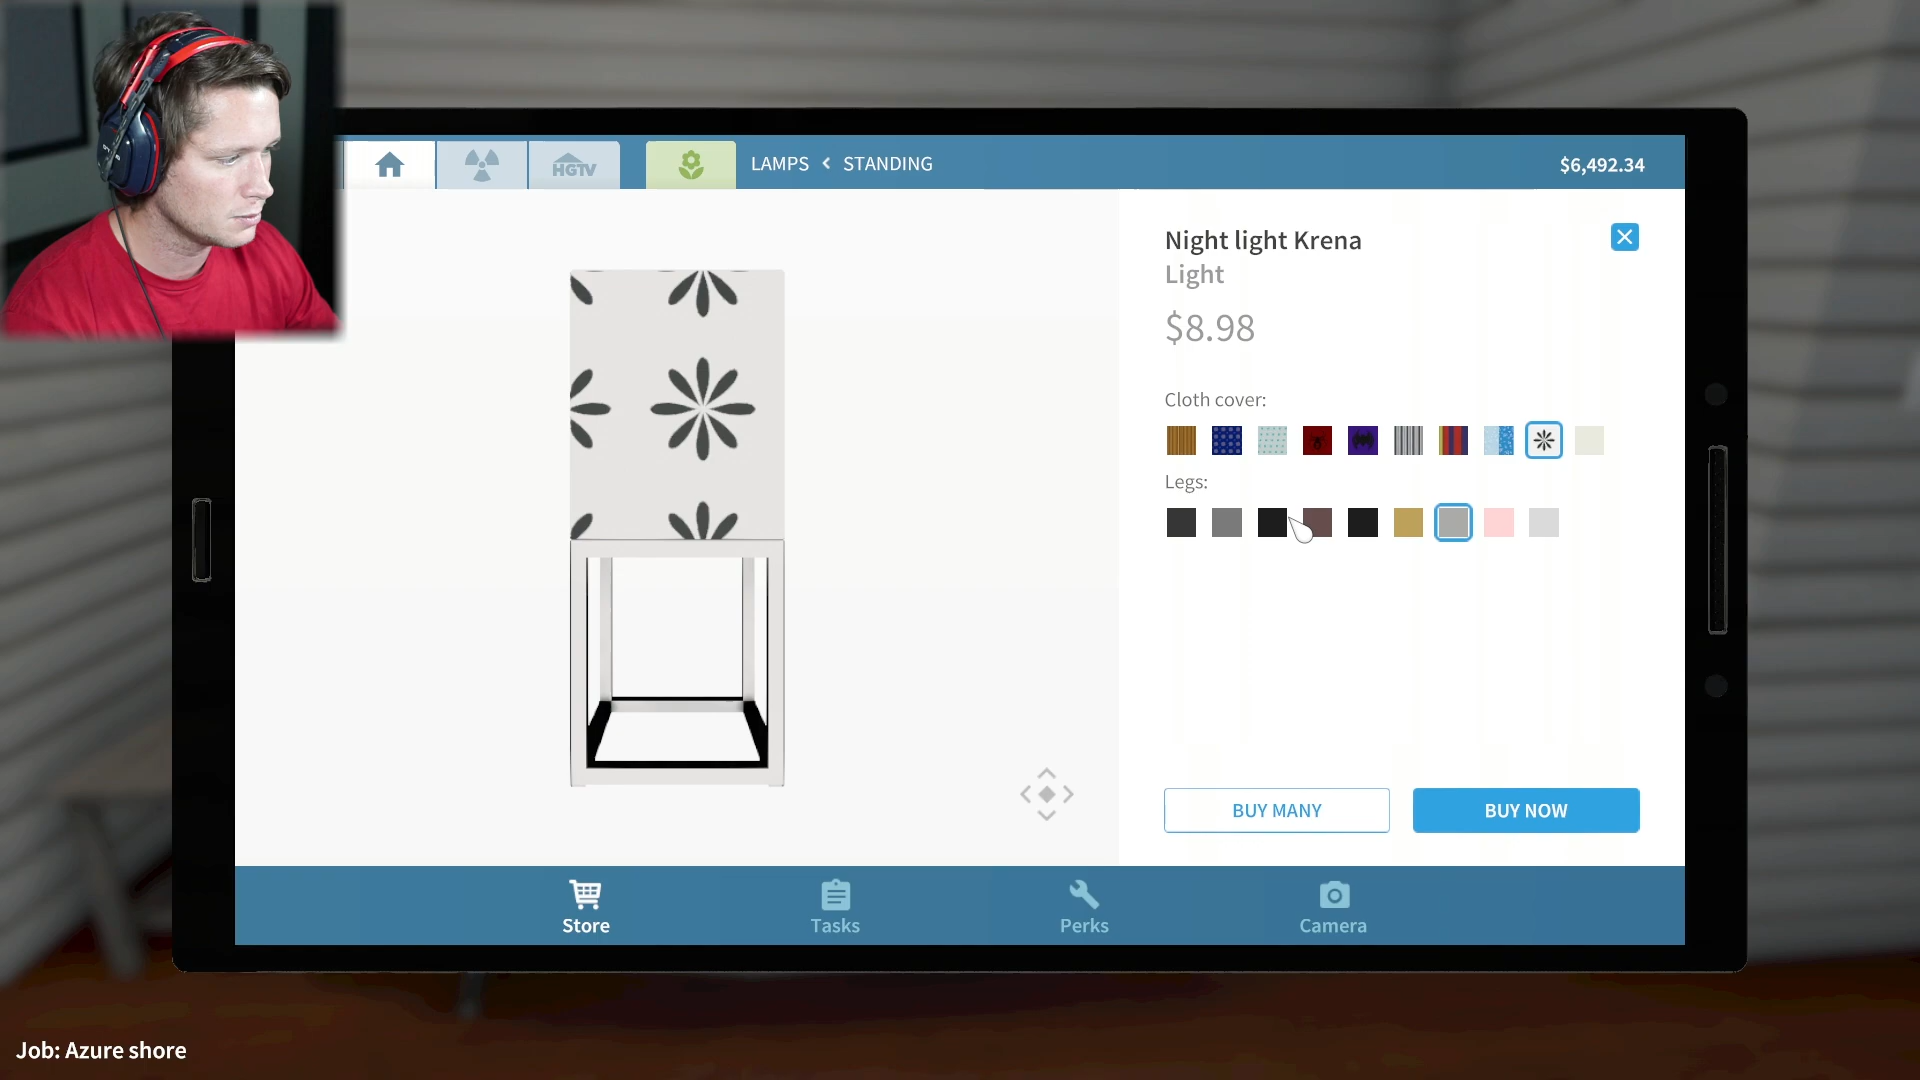 HGTV
LAMPS < STANDING
$6,492.34
Night light Krena
Light
$8.98
Cloth cover:
Legs:
BUY MANY
BUY NOW
Store
Tasks
Perks
Camera
Job: Azure shore